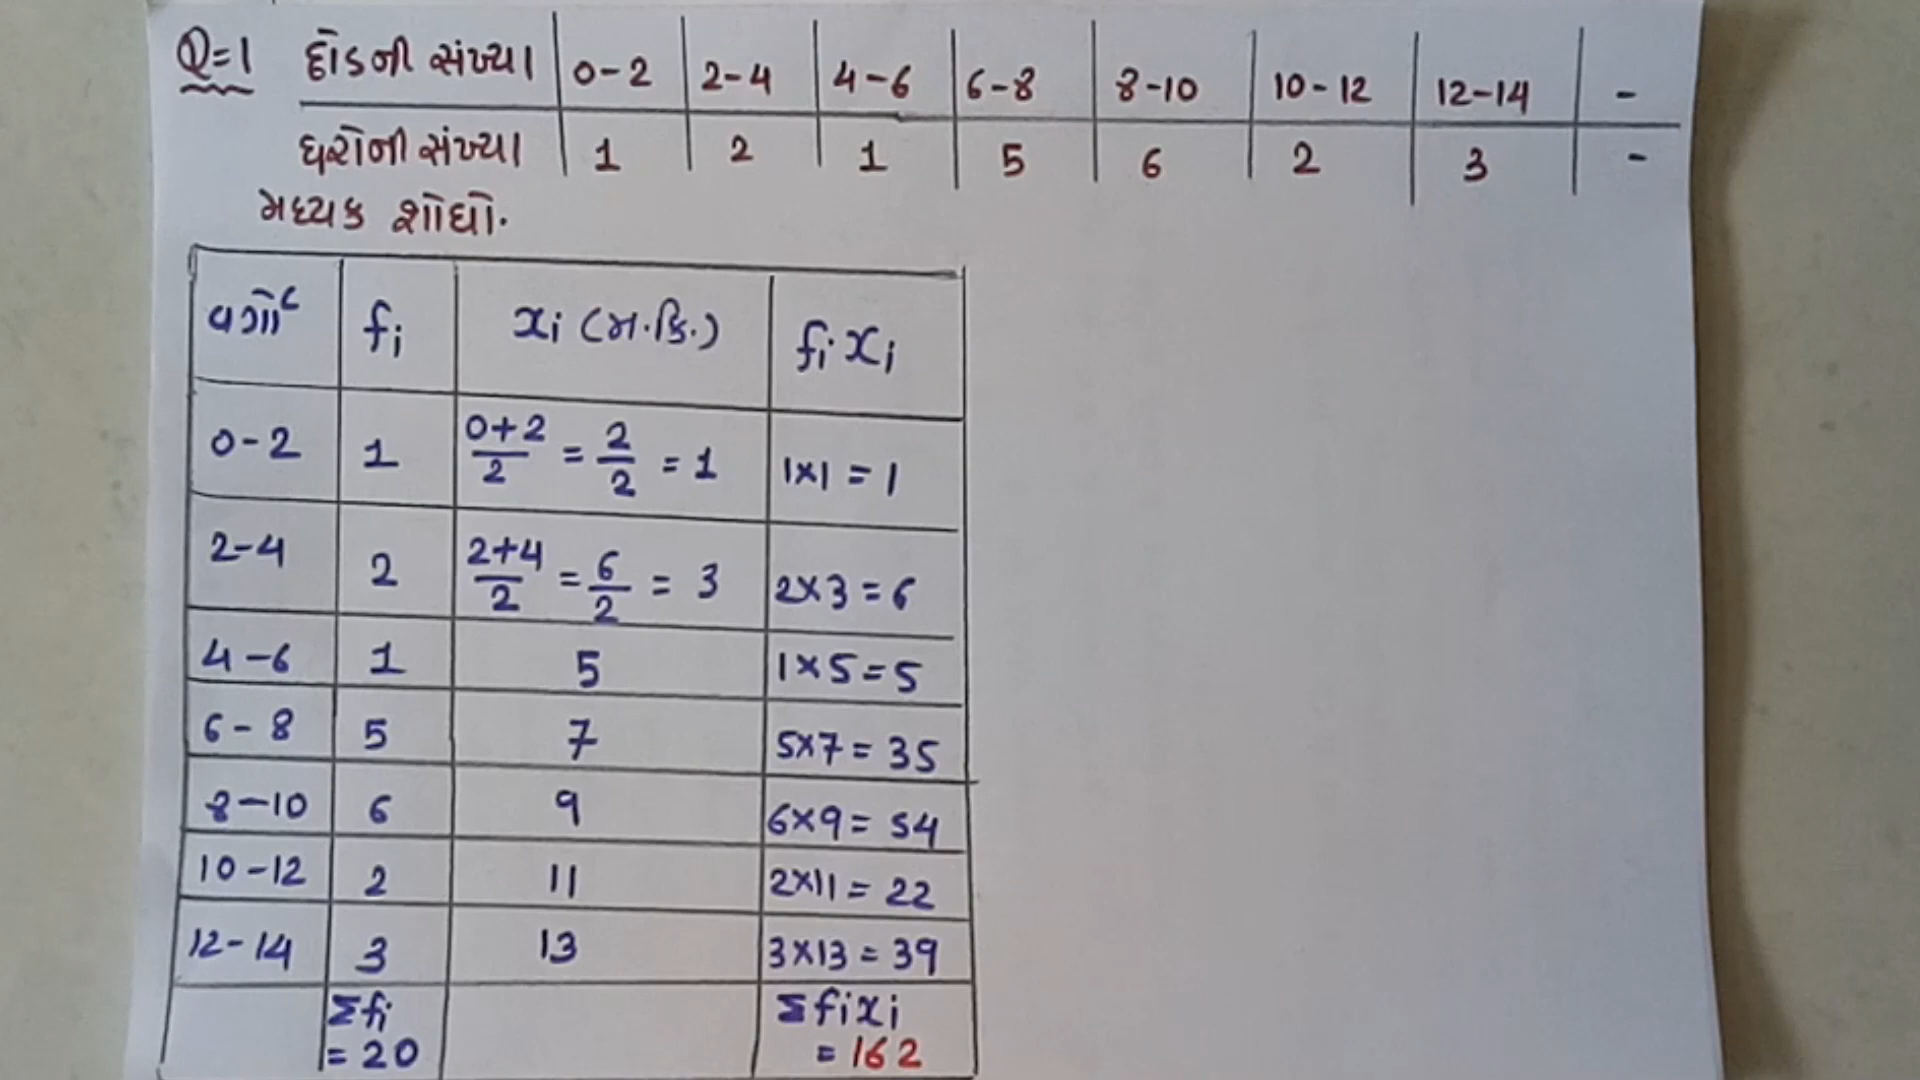 Q=1 છોડની સંખ્યા 0-2 2-4 4-6 6-8 8-10 10-12 12-14 -
ઘરોની સંખ્યા 1 2 1 5 6 2 3 -
મધ્યક શોધો.
વર્ગો fi xi (મ.કિ.) fi xi
0-2 1 0+2/2 = 2/2 = 1 1×1 = 1
2-4 2 2+4/2 = 6/2 = 3 2×3 = 6
4-6 1 5 1×5=5
6-8 5 7 5×7=35
8-10 6 9 6×9=54
10-12 2 11 2×11=22
12-14 3 13 3×13=39
Σfi Σfixi
=20 =162